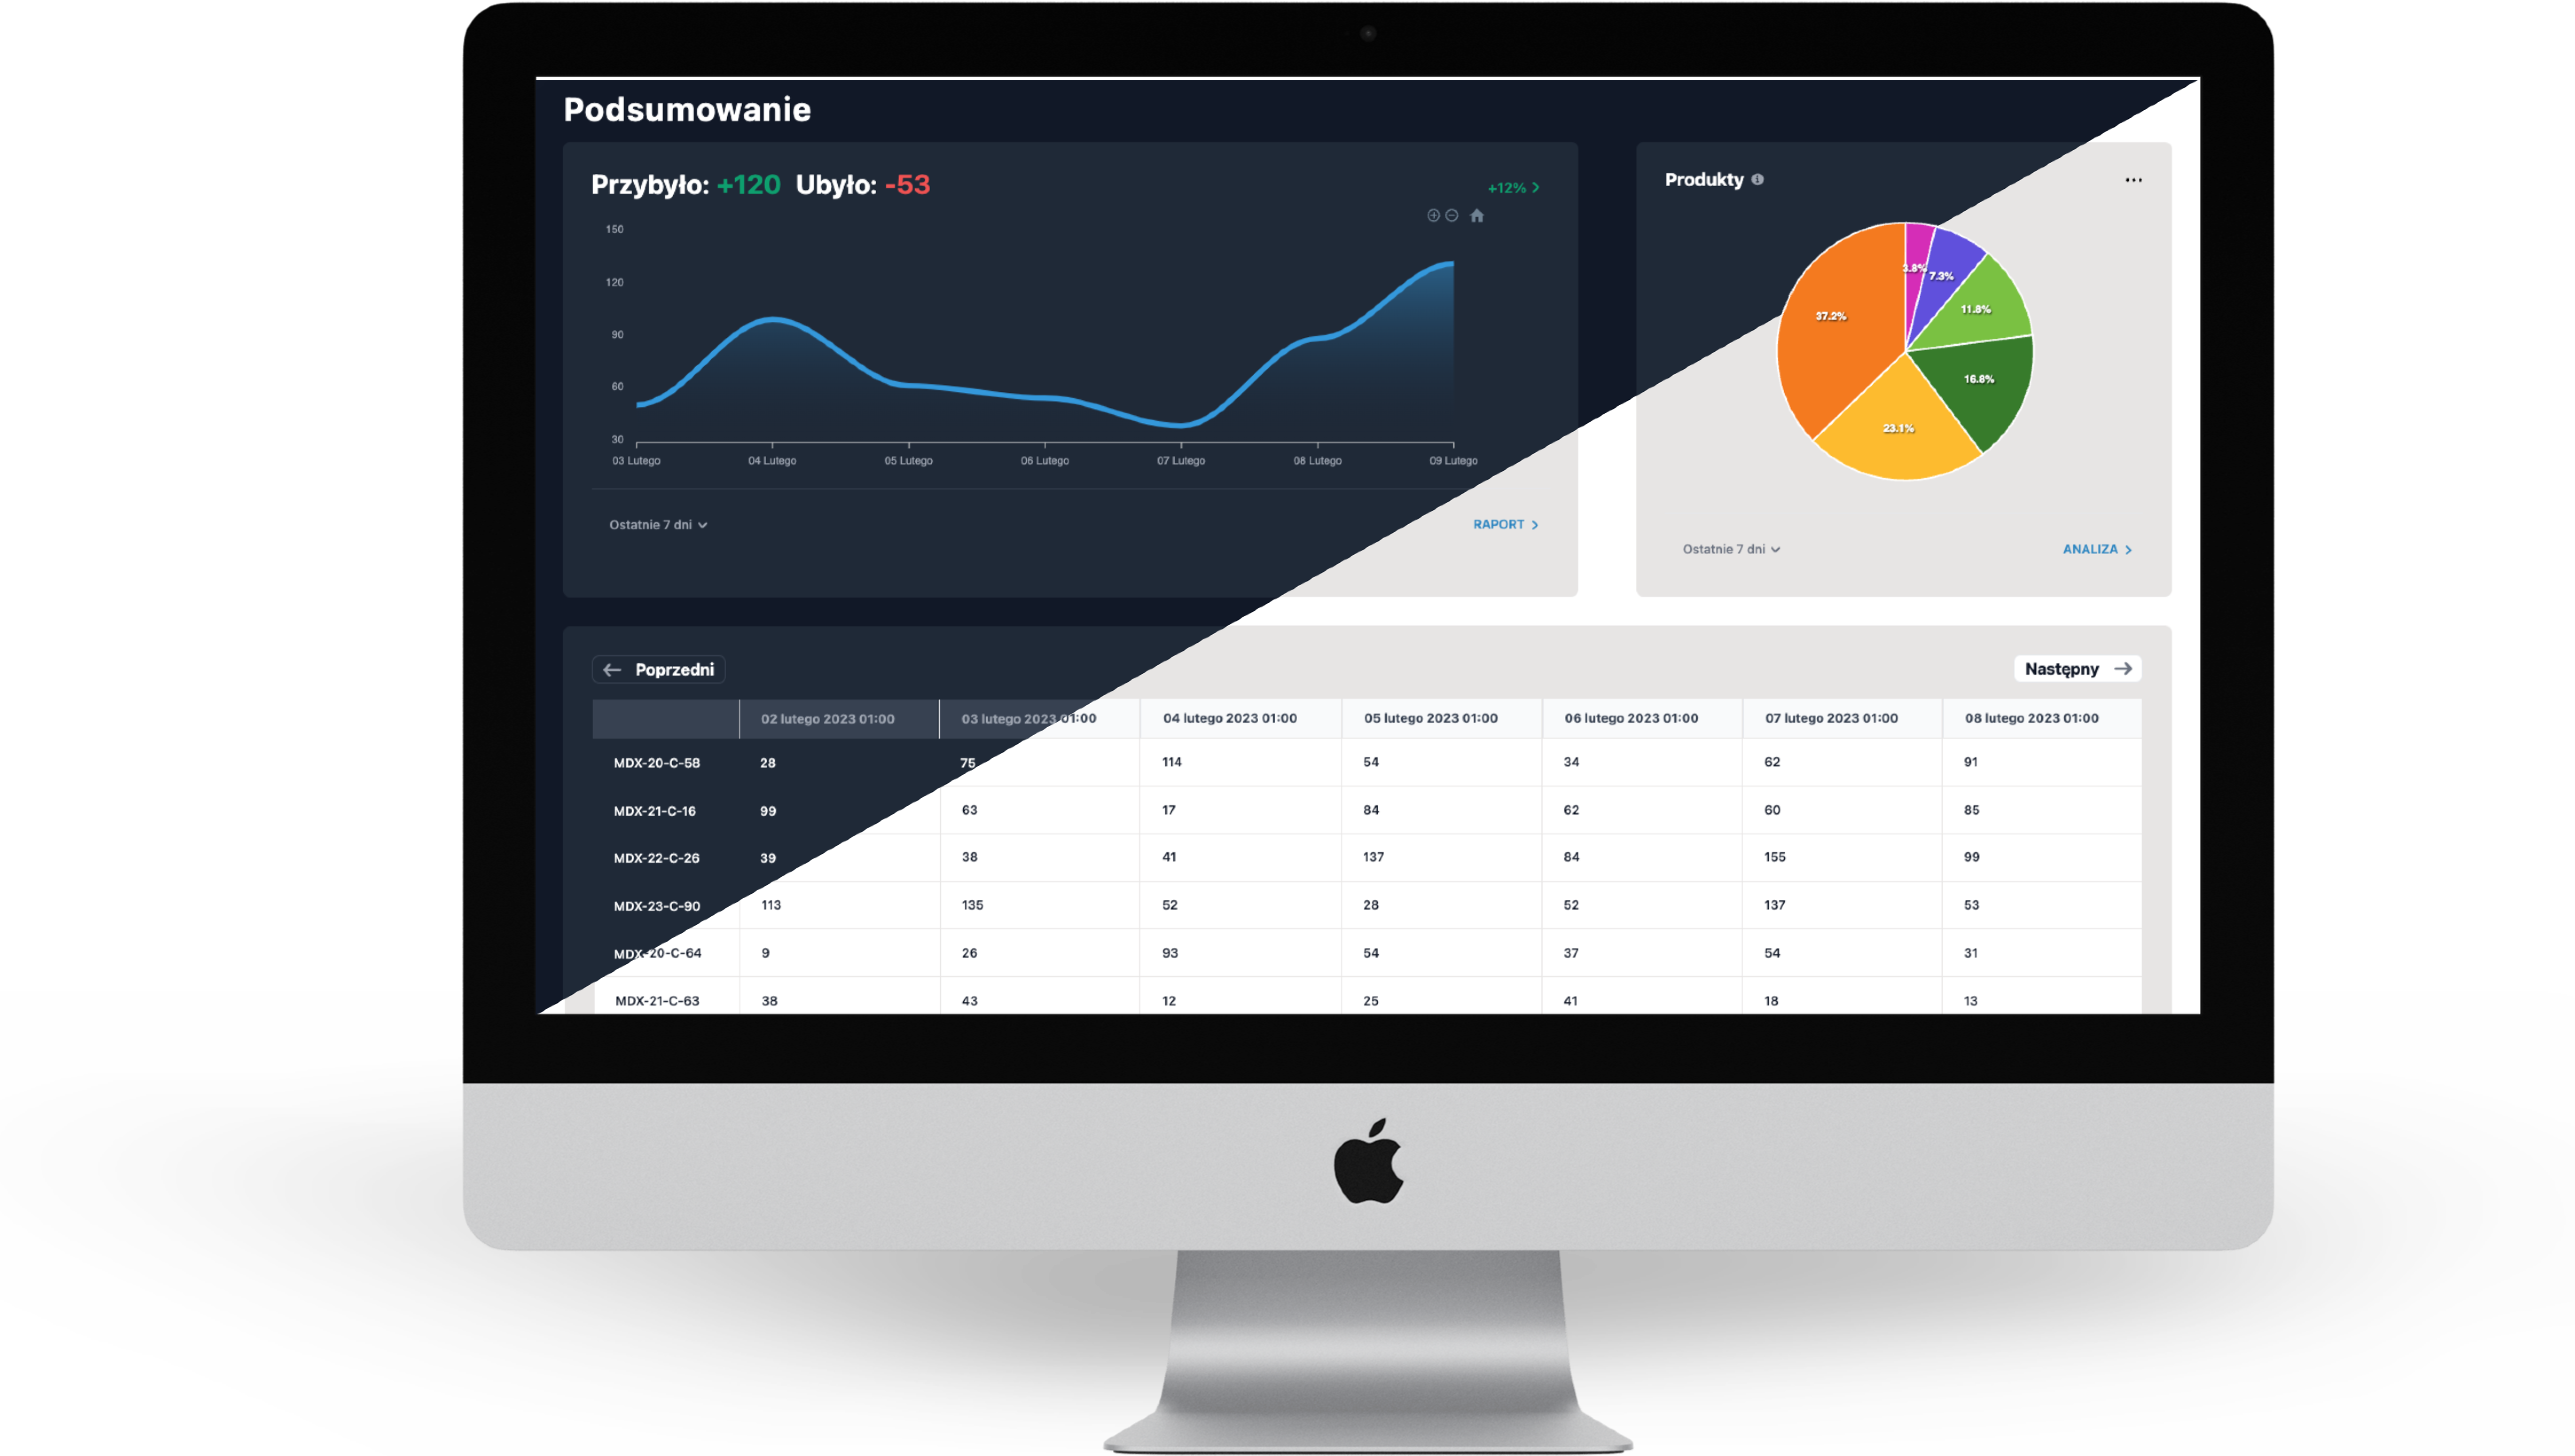 Podsumowanie
Przybyło: +120 Ubyło: -53
+12%
150
120
90
60
30
03 Lutego 04 Lutego 05 Lutego 06 Lutego 07 Lutego 08 Lutego 09 Lutego
Ostatnie 7 dni
RAPORT
Produkty
3.8%
7.3%
11.8%
37.2%
16.8%
23.1%
Ostatnie 7 dni
ANALIZA
Poprzedni
Następny
02 lutego 2023 01:00 03 lutego 2023 01:00 04 lutego 2023 01:00 05 lutego 2023 01:00 06 lutego 2023 01:00 07 lutego 2023 01:00 08 lutego 2023 01:00
MDX-20-C-58 28 75 114 54 34 62 91
MDX-21-C-16 99 63 17 84 62 60 85
MDX-22-C-26 39 38 41 137 84 155 99
MDX-23-C-90 113 135 52 28 52 137 53
MDX-20-C-64 9 26 93 54 37 54 31
MDX-21-C-63 38 43 12 25 41 18 13